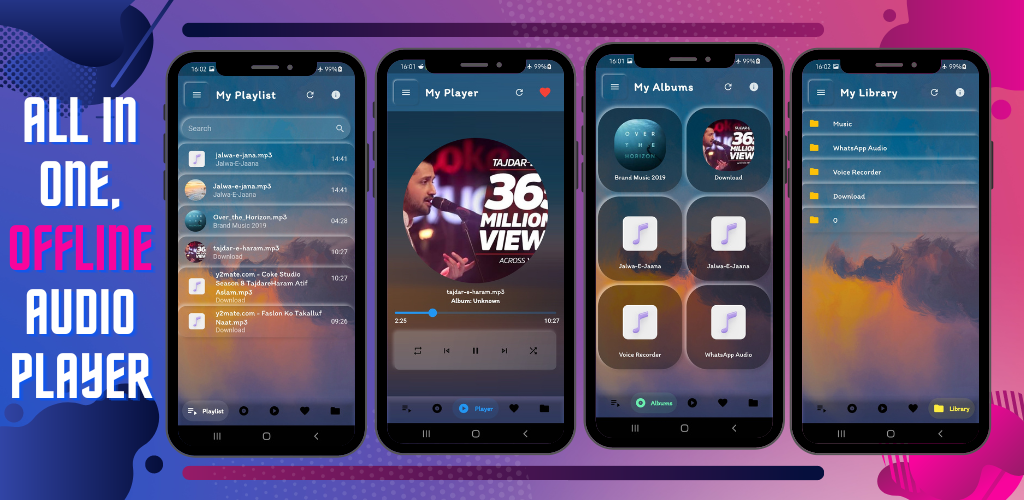 ALL IN
ONE,
OFFLINE
AUDIO
PLAYER
16:02
99%
My Playlist
Search
jalwa-e-jana.mp3
Jalwa-E-Jaana
14:41
Jalwa-e-jana.mp3
Jalwa-E-Jaana
14:41
Over_the_Horizon.mp3
Brand Music 2019
04:28
tajdar-e-haram.mp3
Download
10:27
y2mate.com - Coke Studio
Season 8 TajdareHaram Atif
Aslam.mp3
Download
10:27
y2mate.com - Faslon Ko Takalluf
Naat.mp3
Download
09:26
Playlist
16:01
99%
My Player
TAJDAR-
36
MILLION
VIEW
ACROSS
tajdar-e-haram.mp3
Album: Unknown
2:25
10:27
Player
16:01
99%
My Albums
OVER
THE
HORIZON
Brand Music 2019
36
MILLION
VIEW
Download
Jalwa-E-Jaana
Jalwa-E-Jaana
Voice Recorder
WhatsApp Audio
Albums
16:02
99%
My Library
Music
WhatsApp Audio
Voice Recorder
Download
0
Library